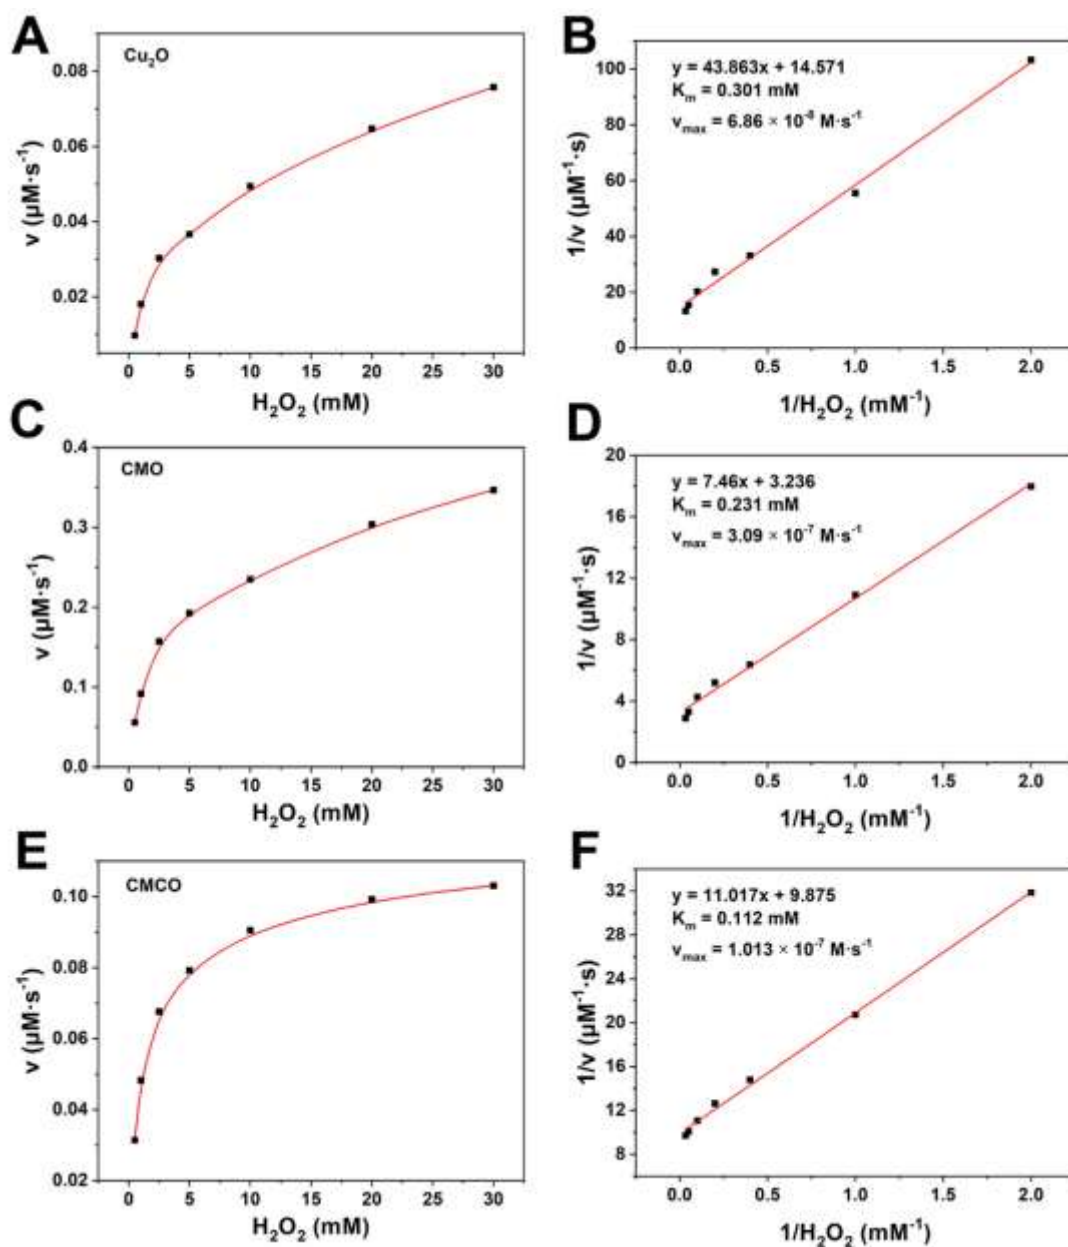 A
Cu₂O
0.08
0.06
0.04
0.02
v (μM·s⁻¹)
0 5 10 15 20 25 30
H₂O₂ (mM)
B
y = 43.863x + 14.571
Kₘ = 0.301 mM
vₘₐₓ = 6.86 × 10⁻⁸ M·s⁻¹
100
80
60
40
20
0
1/v (μM⁻¹·s)
0.0 0.5 1.0 1.5 2.0
1/H₂O₂ (mM⁻¹)
C
CMO
0.4
0.3
0.2
0.1
0.0
v (μM·s⁻¹)
0 5 10 15 20 25 30
H₂O₂ (mM)
D
y = 7.46x + 3.236
Kₘ = 0.231 mM
vₘₐₓ = 3.09 × 10⁻⁷ M·s⁻¹
20
16
12
8
4
0
1/v (μM⁻¹·s)
0.0 0.5 1.0 1.5 2.0
1/H₂O₂ (mM⁻¹)
E
CMCO
0.10
0.08
0.06
0.04
0.02
v (μM·s⁻¹)
0 5 10 15 20 25 30
H₂O₂ (mM)
F
y = 11.017x + 9.875
Kₘ = 0.112 mM
vₘₐₓ = 1.013 × 10⁻⁷ M·s⁻¹
32
28
24
20
16
12
8
1/v (μM⁻¹·s)
0.0 0.5 1.0 1.5 2.0
1/H₂O₂ (mM⁻¹)